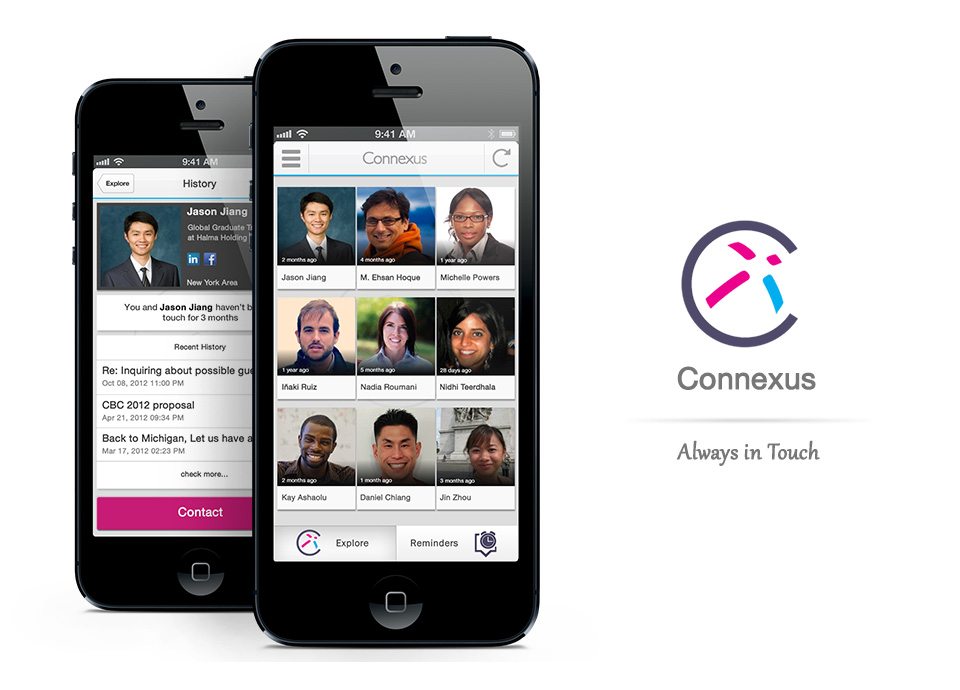 9:41 AM
Explore
History
Jason Jiang
Global Graduate
at Halma Holding
in f
New York Area
You and Jason Jiang haven't
touch for 3 months
Recent History
Re: Inquiring about possible
Oct 08, 2012 11:00 PM
CBC 2012 proposal
Apr 21, 2012 09:34 PM
Back to Michigan, Let us have a
Mar 17, 2012 02:23 PM
check more...
Contact
9:41 AM
Connexus
2 months ago
4 months ago
1 year ago
Jason Jiang
M. Ehsan Hoque
Michelle Powers
1 year ago
5 months ago
28 days ago
Iñaki Ruiz
Nadia Roumani
Nidhi Teerdhala
2 months ago
1 month ago
3 months ago
Kay Ashaolu
Daniel Chiang
Jin Zhou
Explore
Reminders
Connexus
Always in Touch